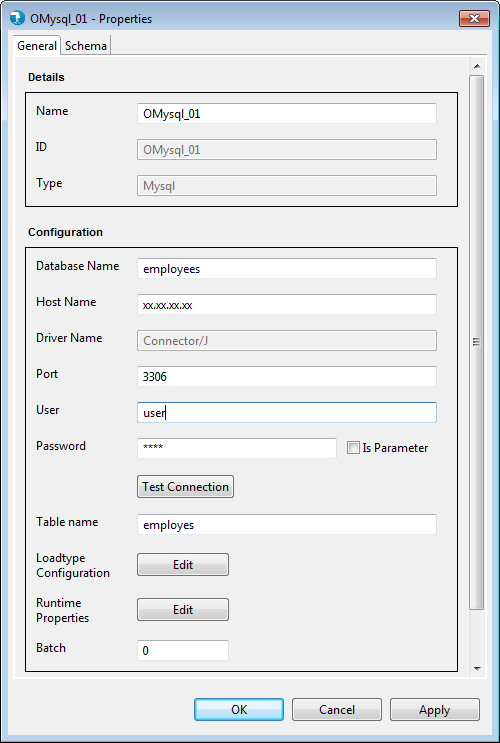 OMysql_01 - Properties
General Schema
Details
Name OMysql_01
ID OMysql_01
Type Mysql
Configuration
Database Name employees
Host Name xx.xx.xx.xx
Driver Name Connector/J
Port 3306
User user
Password **** Is Parameter
Test Connection
Table name employes
Loadtype
Configuration Edit
Runtime
Properties Edit
Batch 0
OK Cancel Apply